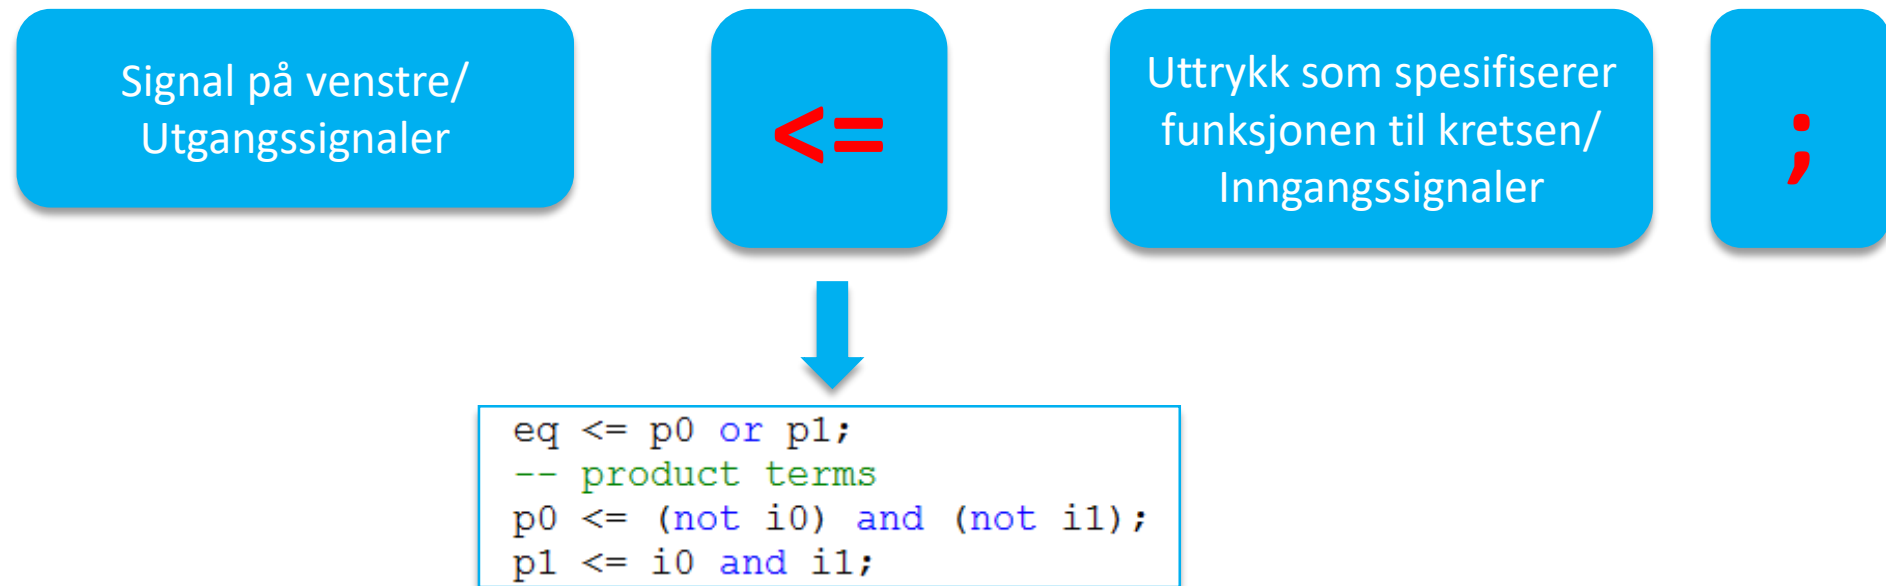 Signal på venstre/
Utgangssignaler
<=
Uttrykk som spesifiserer
funksjonen til kretsen/
Inngangssignaler
;
eq <= p0 or p1;
-- product terms
p0 <= (not i0) and (not i1);
p1 <= i0 and i1;